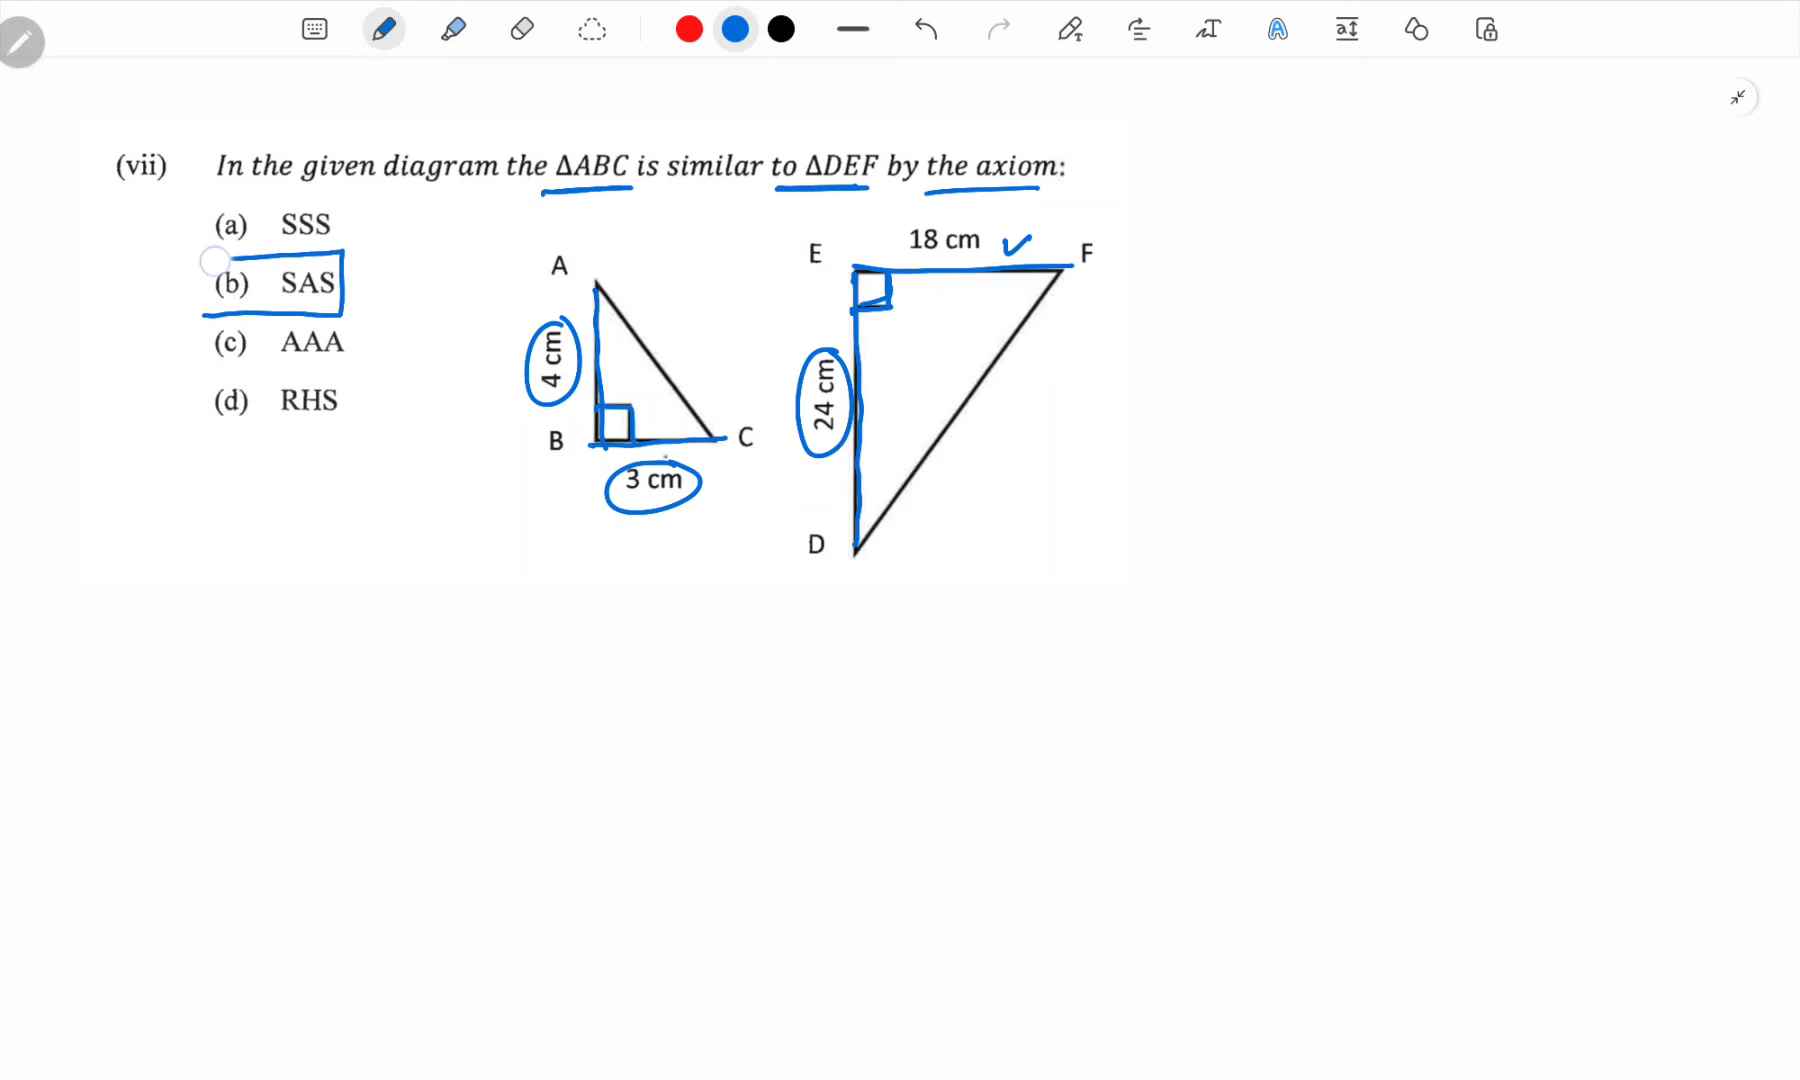 (vii) In the given diagram the ΔABC is similar to ΔDEF by the axiom:
(a) SSS
(b) SAS
(c) AAA
(d) RHS
A
4 cm
B
C
3 cm
E
18 cm
F
24 cm
D